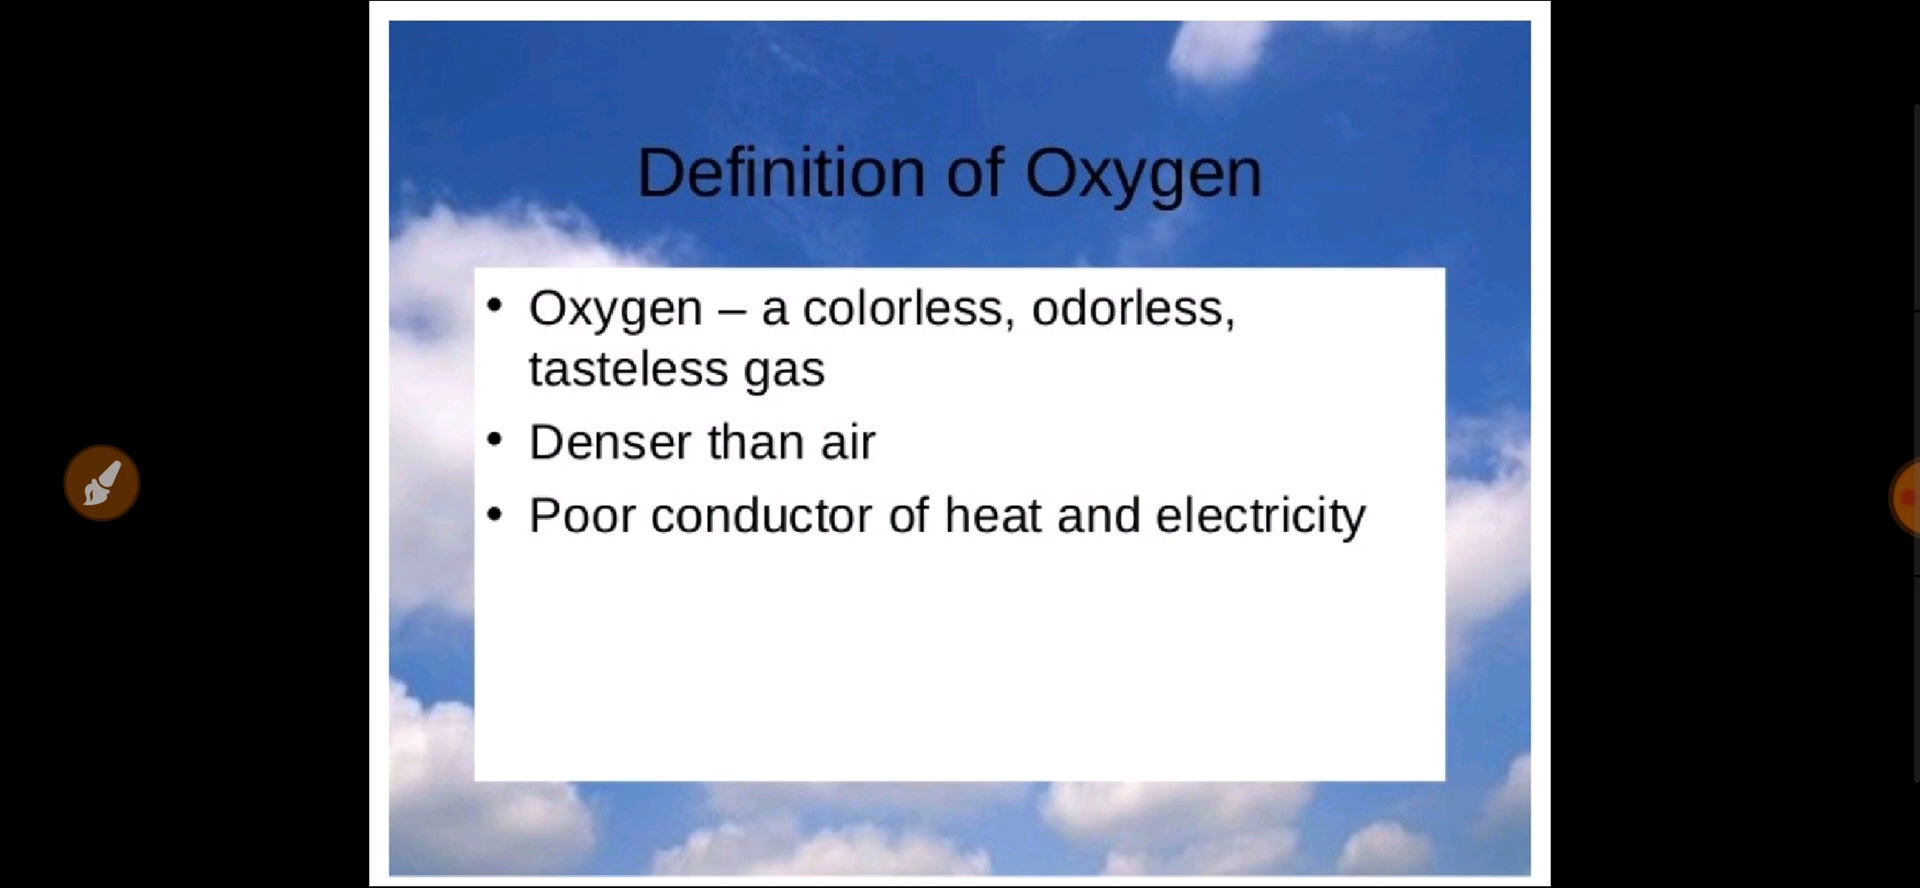 Definition of Oxygen
• Oxygen – a colorless, odorless,
tasteless gas
• Denser than air
• Poor conductor of heat and electricity